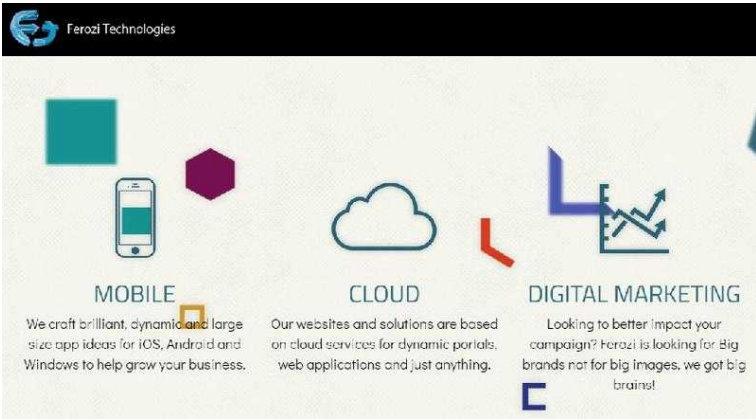 Ferozi Technologies
MOBILE
We craft brilliant, dynamic and large
size app ideas for iOS, Android and
Windows to help grow your business.
CLOUD
Our websites and solutions are based
on cloud services for dynamic portals,
web applications and just anything.
DIGITAL MARKETING
Looking to better impact your
campaign? Ferozi is looking for Big
brands not for big images, we got big
brains!